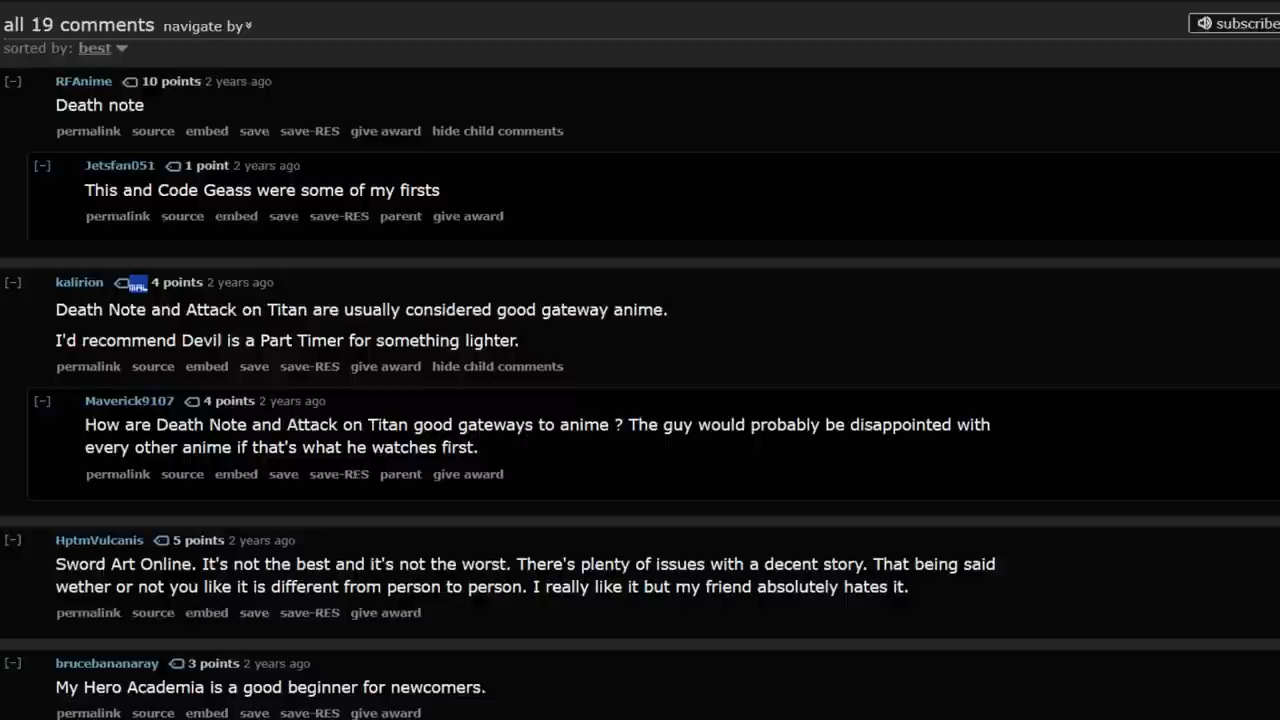 all 19 comments navigate by
subscribe
sorted by: best
[-] RFAnime 10 points 2 years ago
Death note
permalink source embed save save-RES give award hide child comments
[-] Jetsfan051 1 point 2 years ago
This and Code Geass were some of my firsts
permalink source embed save save-RES parent give award
[-] kalirion MAL 4 points 2 years ago
Death Note and Attack on Titan are usually considered good gateway anime.
I'd recommend Devil is a Part Timer for something lighter.
permalink source embed save save-RES give award hide child comments
[-] Maverick9107 4 points 2 years ago
How are Death Note and Attack on Titan good gateways to anime ? The guy would probably be disappointed with
every other anime if that's what he watches first.
permalink source embed save save-RES parent give award
[-] HptmVulcanis 5 points 2 years ago
Sword Art Online. It's not the best and it's not the worst. There's plenty of issues with a decent story. That being said
wether or not you like it is different from person to person. I really like it but my friend absolutely hates it.
permalink source embed save save-RES give award
[-] brucebananaray 3 points 2 years ago
My Hero Academia is a good beginner for newcomers.
permalink source embed save save-RES give award